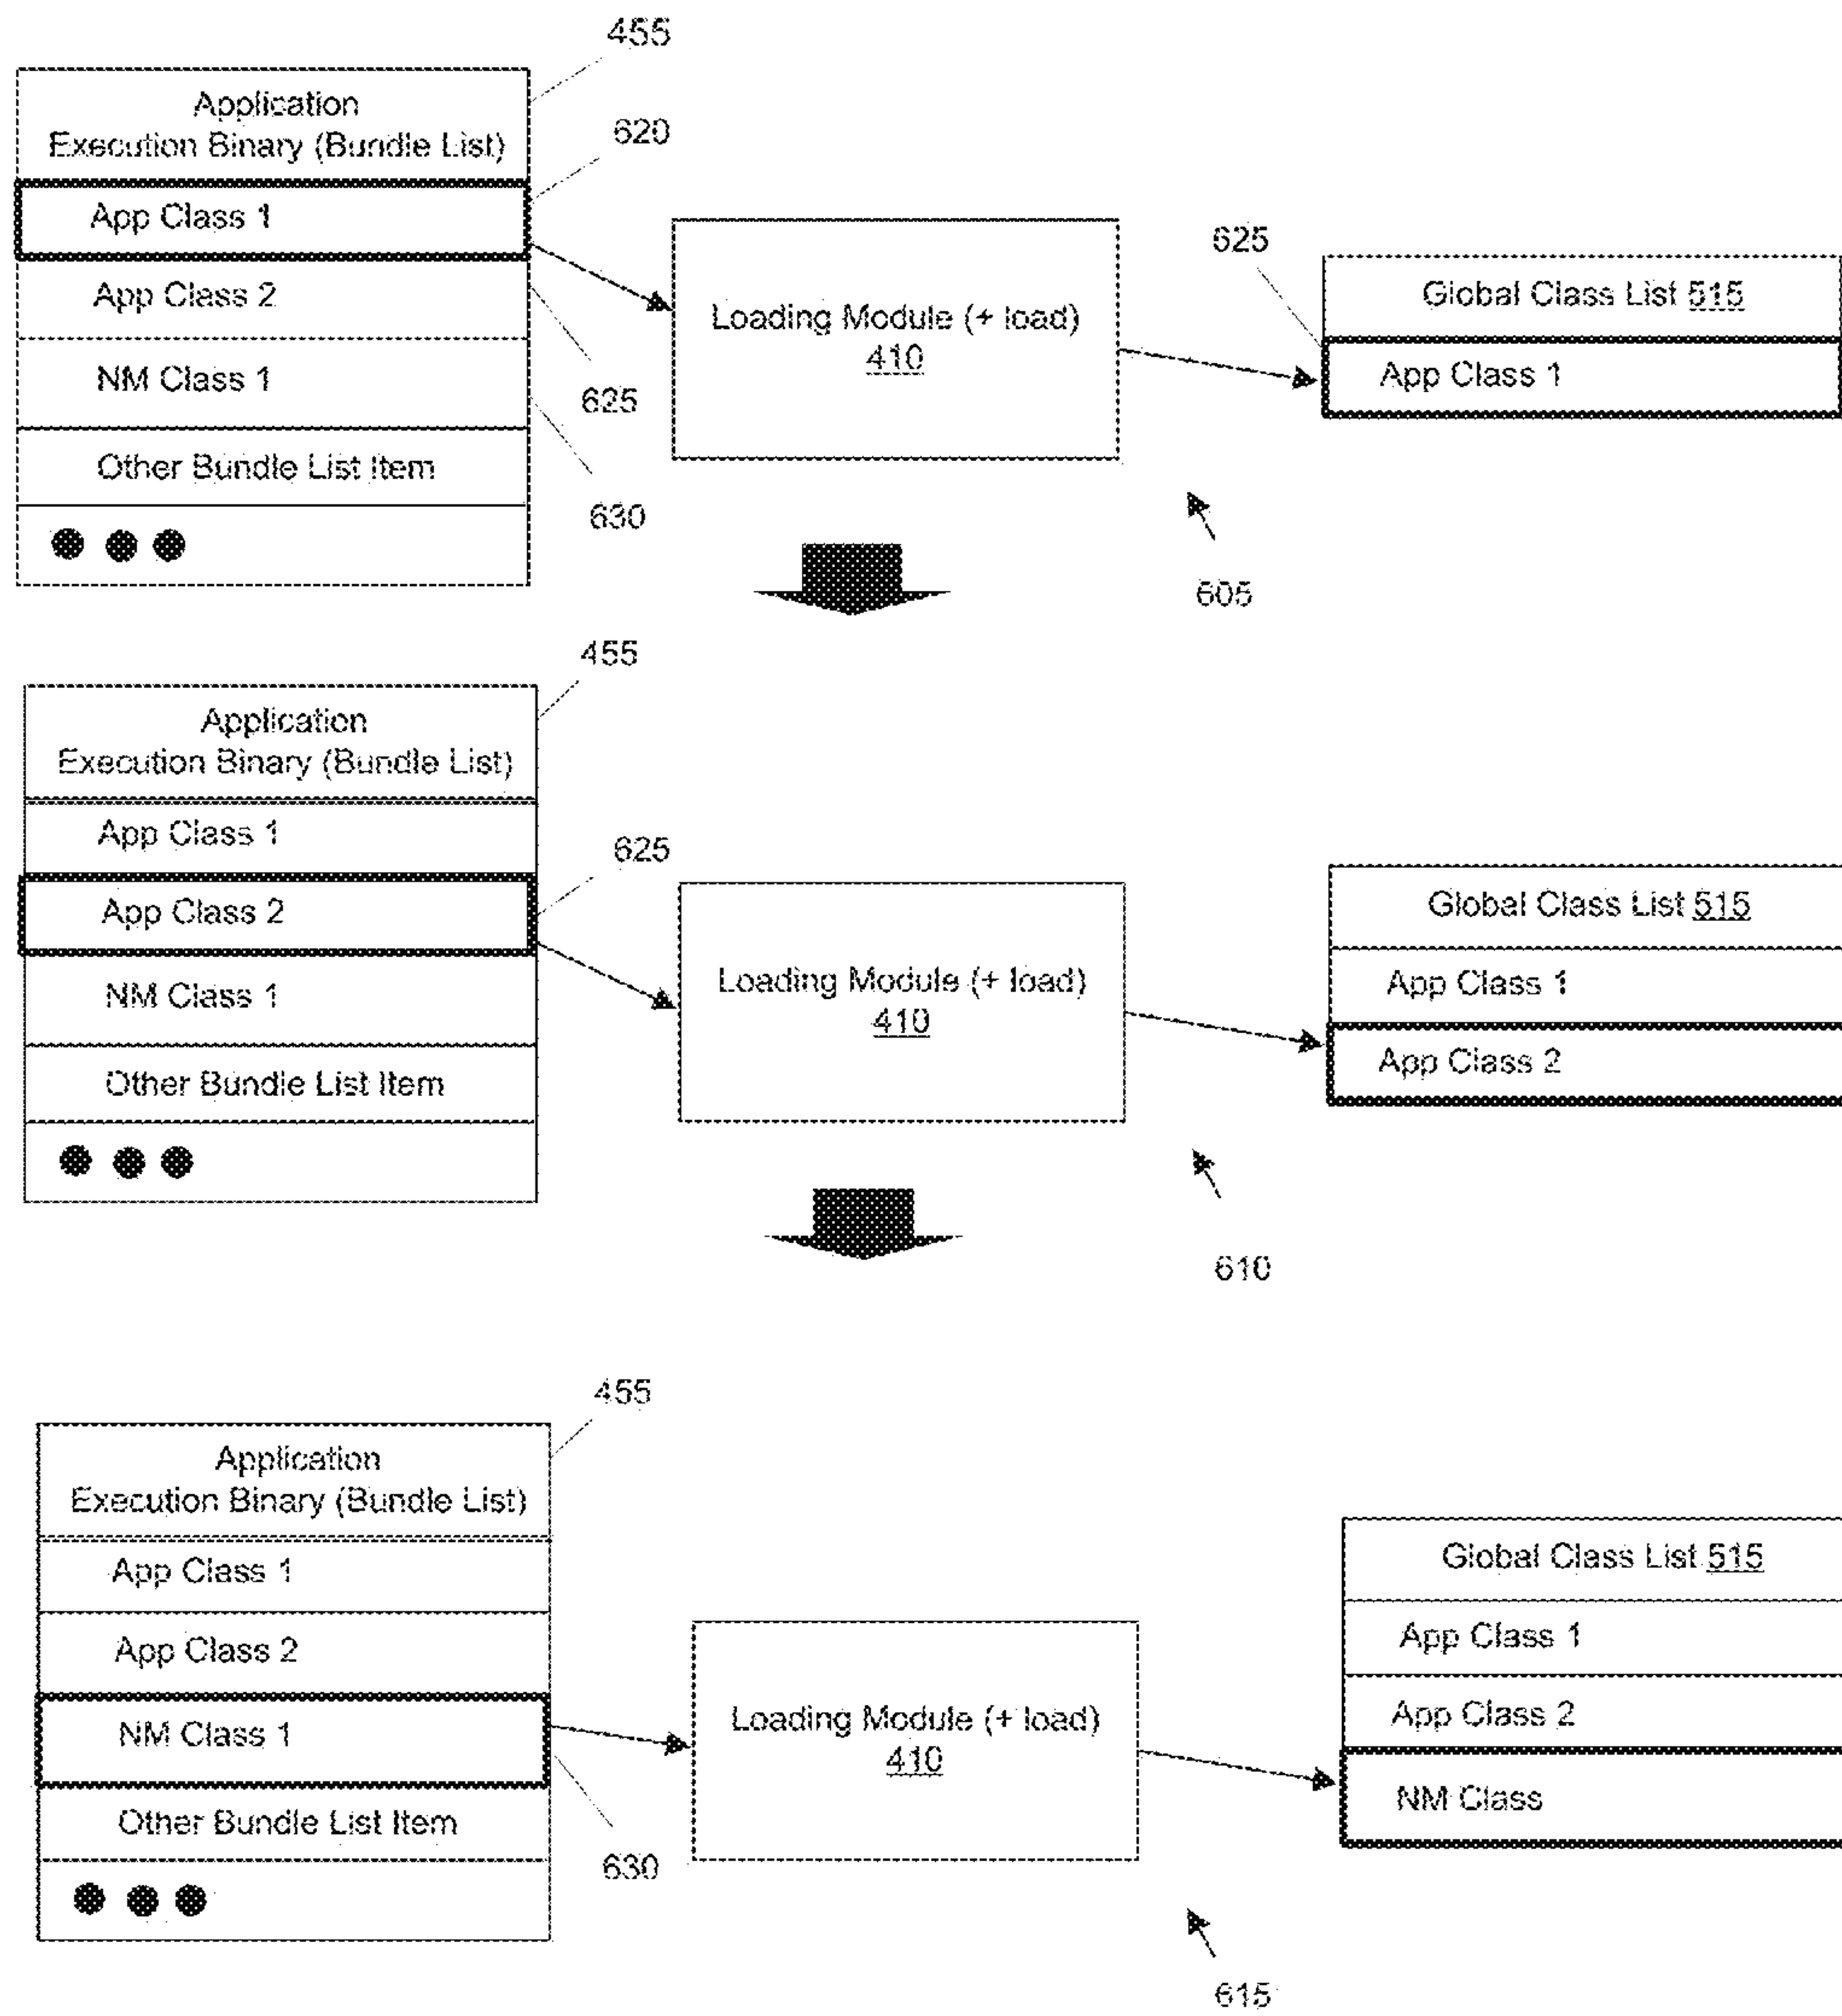 455
Application
Execution Binary (Bundle List)
620
App Class 1
625
App Class 2
Loading Module (+ load)
410
Global Class List 515
App Class 1
NM Class 1
625
Other Bundle List Item
630
605
455
Application
Execution Binary (Bundle List)
App Class 1
625
App Class 2
Global Class List 515
NM Class 1
Loading Module (+ load)
410
App Class 1
App Class 2
Other Bundle List Item
610
455
Application
Execution Binary (Bundle List)
App Class 1
Global Class List 515
App Class 2
App Class 1
NM Class 1
Loading Module (+ load)
410
App Class 2
NM Class
Other Bundle List Item
630
615